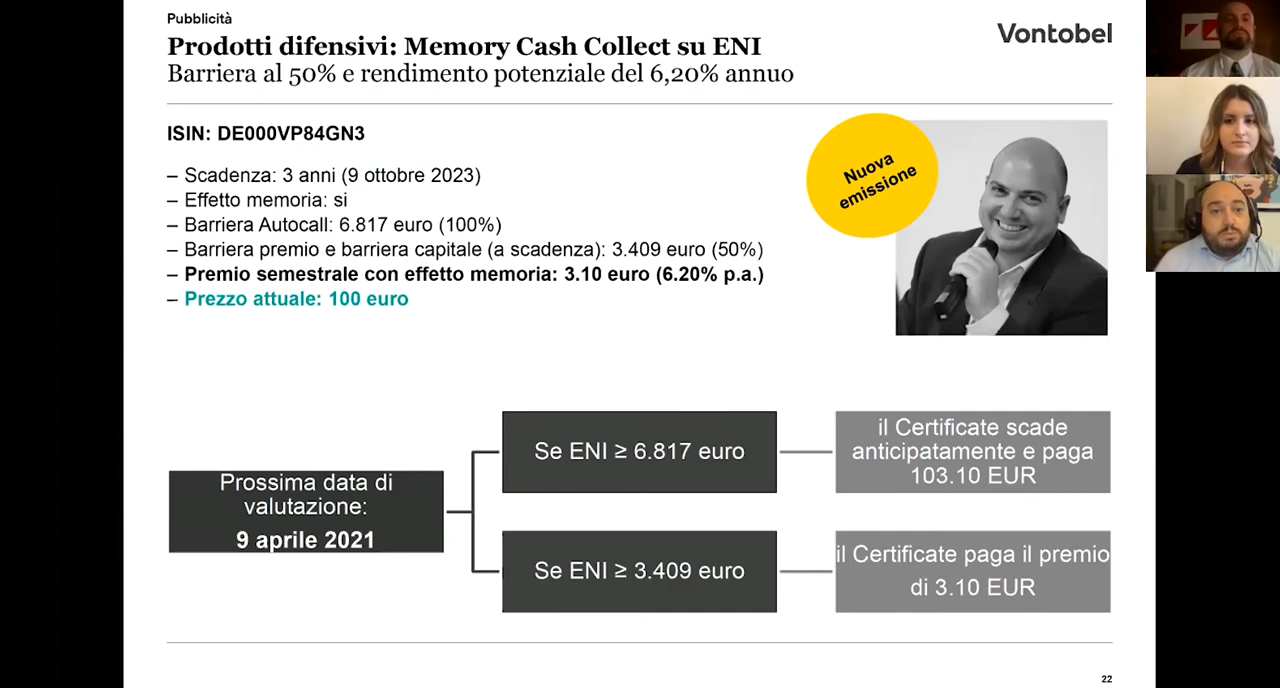 Pubblicità
Prodotti difensivi: Memory Cash Collect su ENI
Barriera al 50% e rendimento potenziale del 6,20% annuo
Vontobel
ISIN: DE000VP84GN3
– Scadenza: 3 anni (9 ottobre 2023)
– Effetto memoria: si
– Barriera Autocall: 6.817 euro (100%)
– Barriera premio e barriera capitale (a scadenza): 3.409 euro (50%)
– Premio semestrale con effetto memoria: 3.10 euro (6.20% p.a.)
– Prezzo attuale: 100 euro
Nuova
emissione
Prossima data di
valutazione:
9 aprile 2021
Se ENI ≥ 6.817 euro
il Certificate scade
anticipatamente e paga
103.10 EUR
Se ENI ≥ 3.409 euro
il Certificate paga il premio
di 3.10 EUR
22